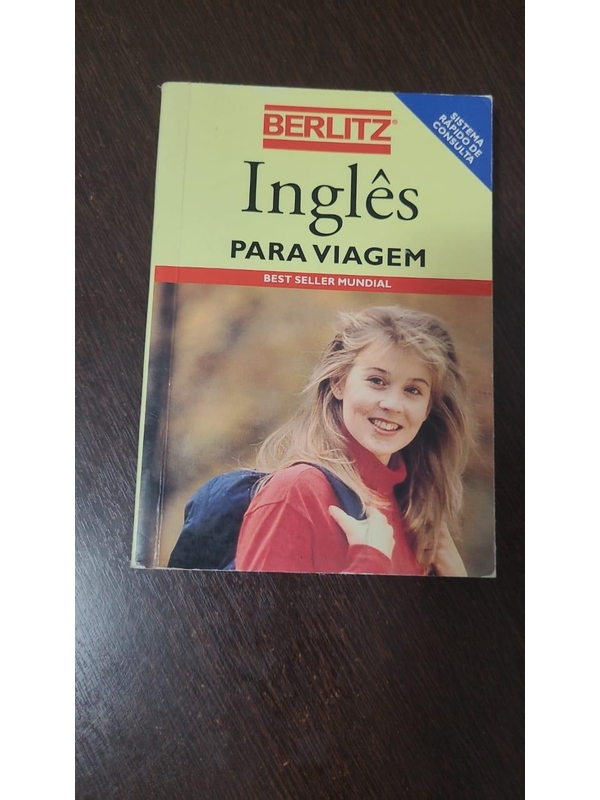 BERLITZ®
SISTEMA
RÁPIDO DE
CONSULTA
Inglês
PARA VIAGEM
BEST SELLER MUNDIAL